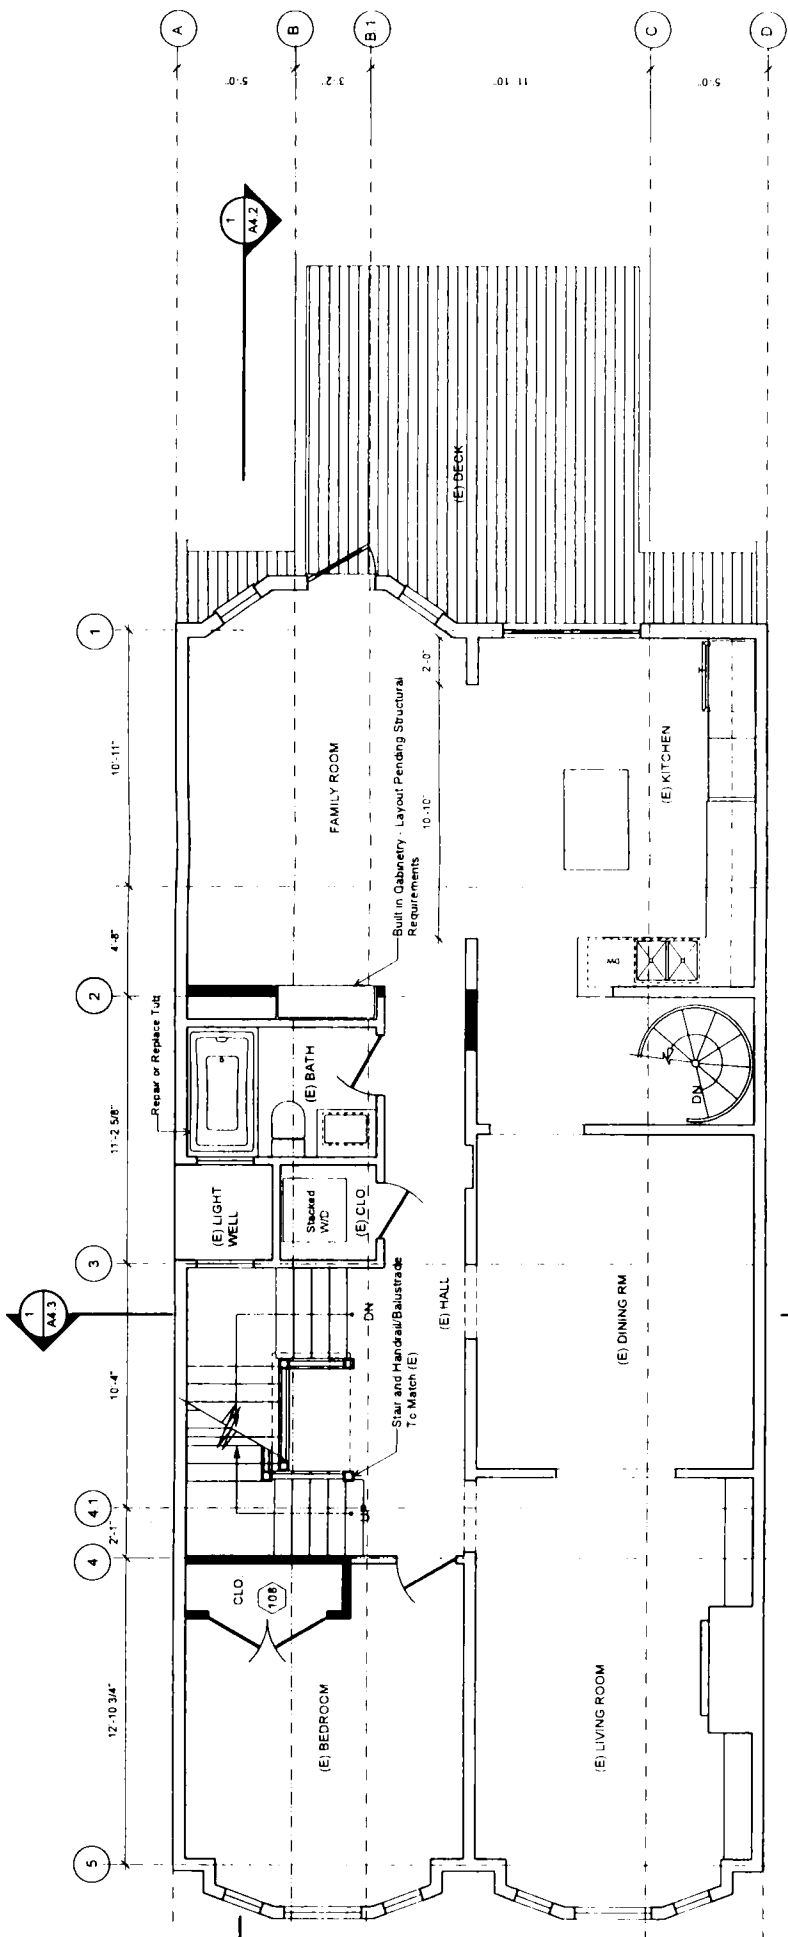 A
B
B.1
C
D
5'-0"
3'-2"
11'-10"
5'-0"
1
A4.2
(E) DECK
1
10'-11"
4'-8"
2
11'-2 5/8"
3
10'-4"
4.1
2'-1"
4
12'-10 3/4"
5
1
A4.3
FAMILY ROOM
Built in Cabinetry - Layout Pending Structural
Requirements
2'-0"
10'-10"
(E) KITCHEN
Repair or Replace Tub
(E) BATH
(E) LIGHT
WELL
Stacked
W/D
(E) CLO
DN
Stair and Handrail/Balustrade
To Match (E)
(E) HALL
UP
DN
(E) DINING RM
CLO
108
(E) BEDROOM
(E) LIVING ROOM